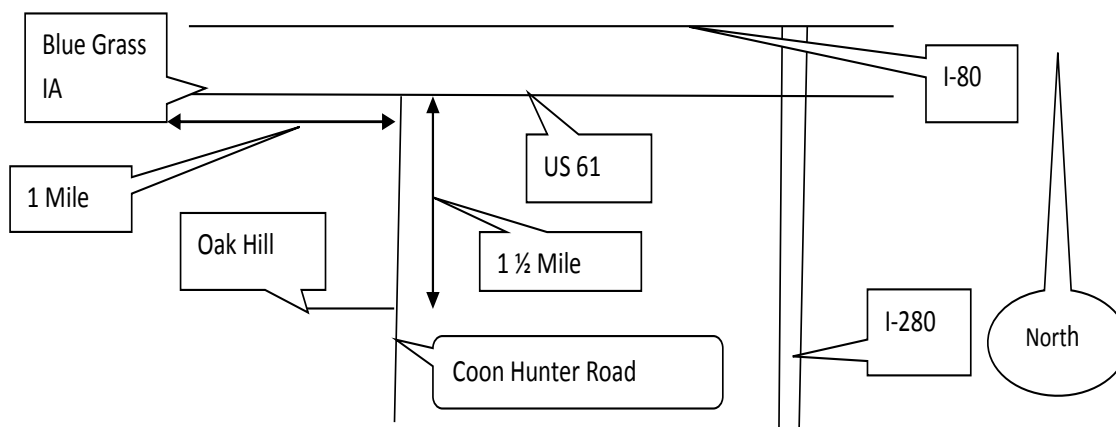 Blue Grass
IA
I-80
1 Mile
US 61
Oak Hill
1 ½ Mile
I-280
North
Coon Hunter Road